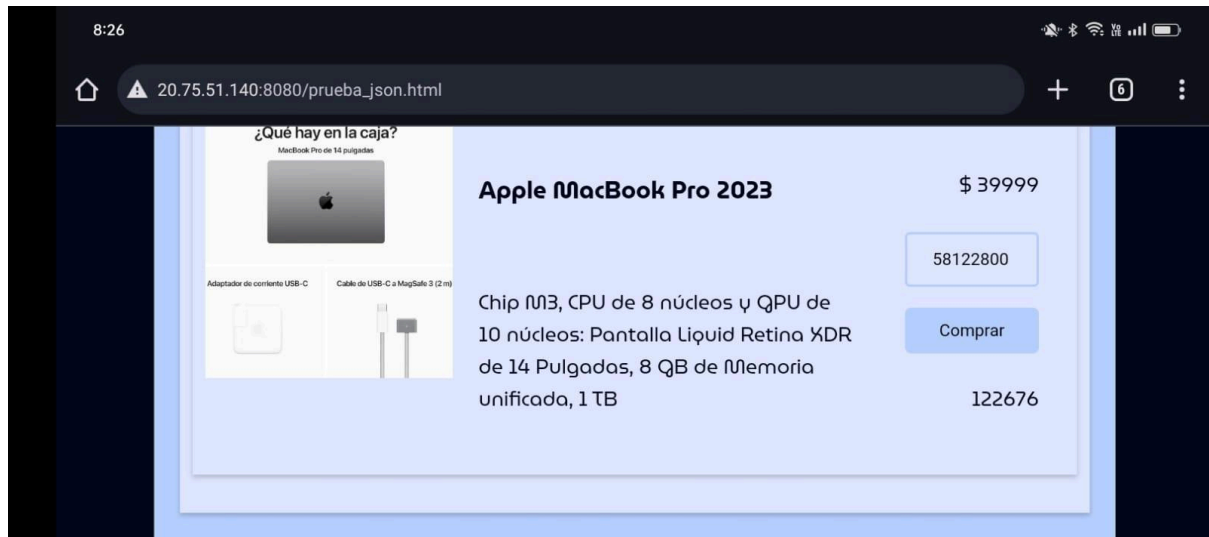 8:26
20.75.51.140:8080/prueba_json.html
6
¿Qué hay en la caja?
MacBook Pro de 14 pulgadas
Adaptador de corriente USB-C
Cable de USB-C a MagSafe 3 (2 m)
Apple MacBook Pro 2023
$ 39999
58122800
Chip M3, CPU de 8 núcleos y GPU de
10 núcleos: Pantalla Liquid Retina XDR
de 14 Pulgadas, 8 GB de Memoria
unificada, 1 TB
Comprar
122676